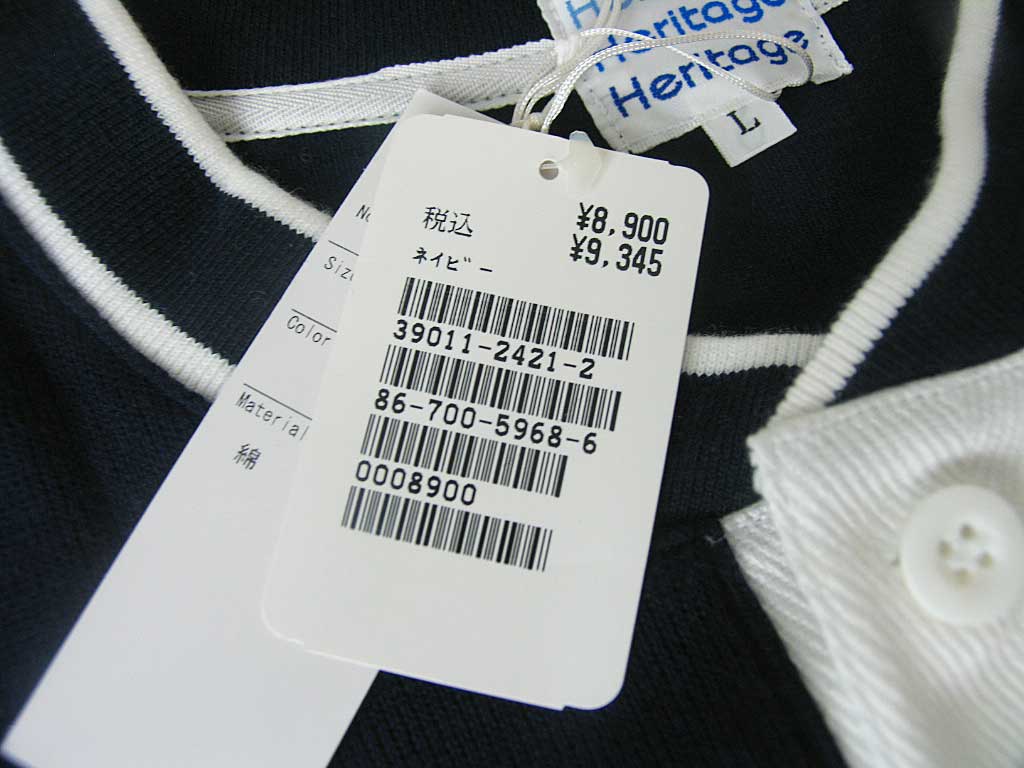 Heritage
Heritage
L
税込 ¥8,900
¥9,345
ネイビー
39011-2421-2
86-700-5968-6
0008900
Color
Material
綿